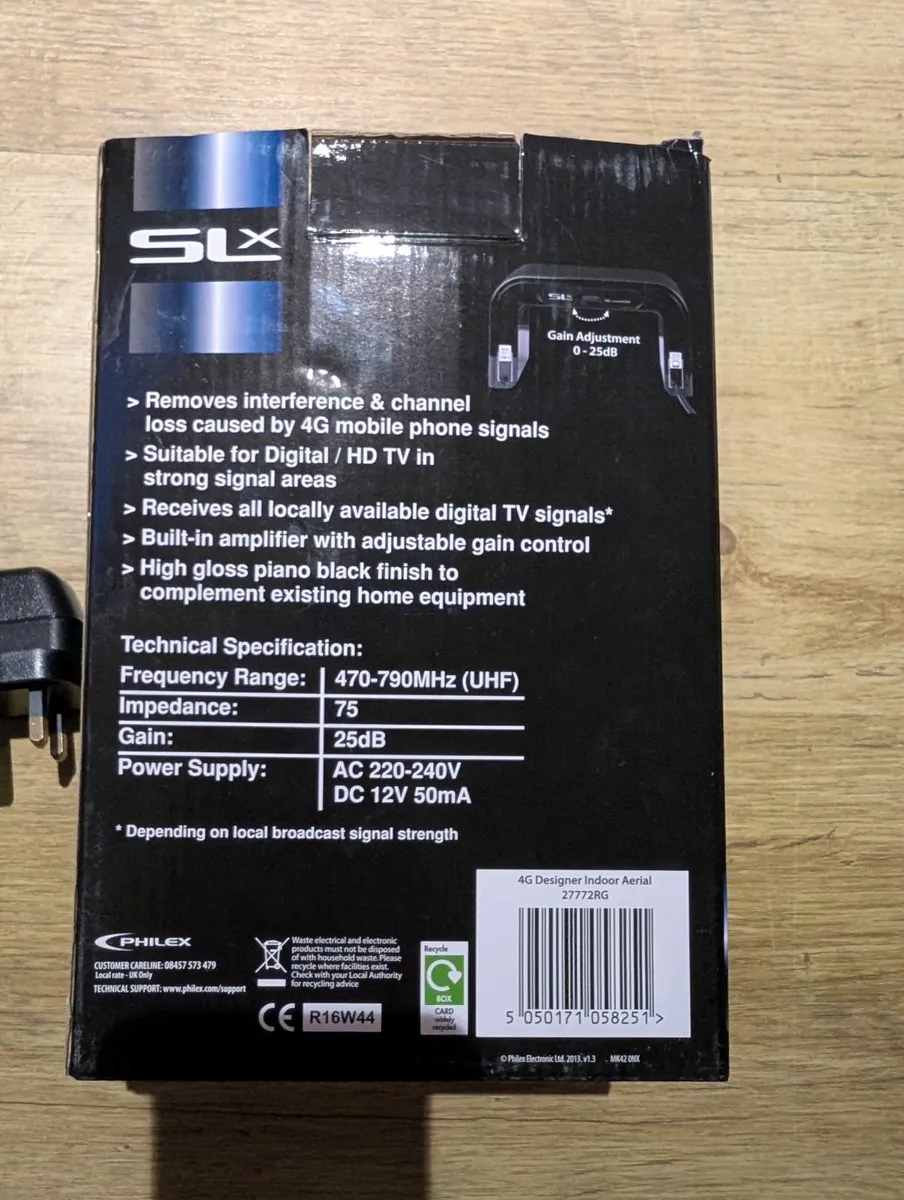 SLX
SL
Gain Adjustment
0 - 25dB
> Removes interference & channel
loss caused by 4G mobile phone signals
> Suitable for Digital / HD TV in
strong signal areas
> Receives all locally available digital TV signals*
> Built-in amplifier with adjustable gain control
> High gloss piano black finish to
complement existing home equipment
Technical Specification:
Frequency Range: 470-790MHz (UHF)
Impedance: 75
Gain: 25dB
Power Supply: AC 220-240V
DC 12V 50mA
* Depending on local broadcast signal strength
4G Designer Indoor Aerial
27772RG
5 050171 058251 >
PHILEX
CUSTOMER CARELINE: 08457 573 479
Local rate - UK Only
TECHNICAL SUPPORT: www.philex.com/support
Waste electrical and electronic
products must not be disposed
of with household waste. Please
recycle where facilities exist.
Check with your Local Authority
for recycling advice
CE R16W44
Recycle
BOX
CARD
widely
recycled
© Philex Electronic Ltd. 2013. v1.3 . MK42 0NX